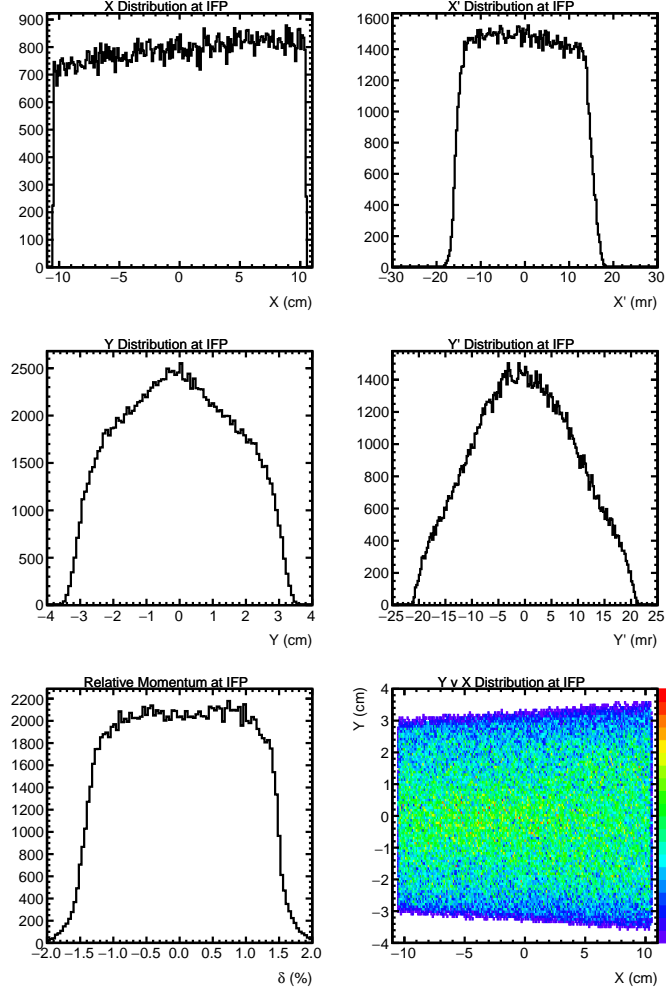 X Distribution at IFP
900
800
700
600
500
400
300
200
100
0
−10 −5 0 5 10
X (cm)
X' Distribution at IFP
1600
1400
1200
1000
800
600
400
200
0
−30 −20 −10 0 10 20 30
X' (mr)
Y Distribution at IFP
2500
2000
1500
1000
500
0
−4 −3 −2 −1 0 1 2 3 4
Y (cm)
Y' Distribution at IFP
1400
1200
1000
800
600
400
200
0
−25 −20 −15 −10 −5 0 5 10 15 20 25
Y' (mr)
Relative Momentum at IFP
2200
2000
1800
1600
1400
1200
1000
800
600
400
200
0
−2.0 −1.5 −1.0 −0.5 0.0 0.5 1.0 1.5 2.0
δ (%)
Y v X Distribution at IFP
Y (cm)
4
3
2
1
0
−1
−2
−3
−4
−10 −5 0 5 10
X (cm)